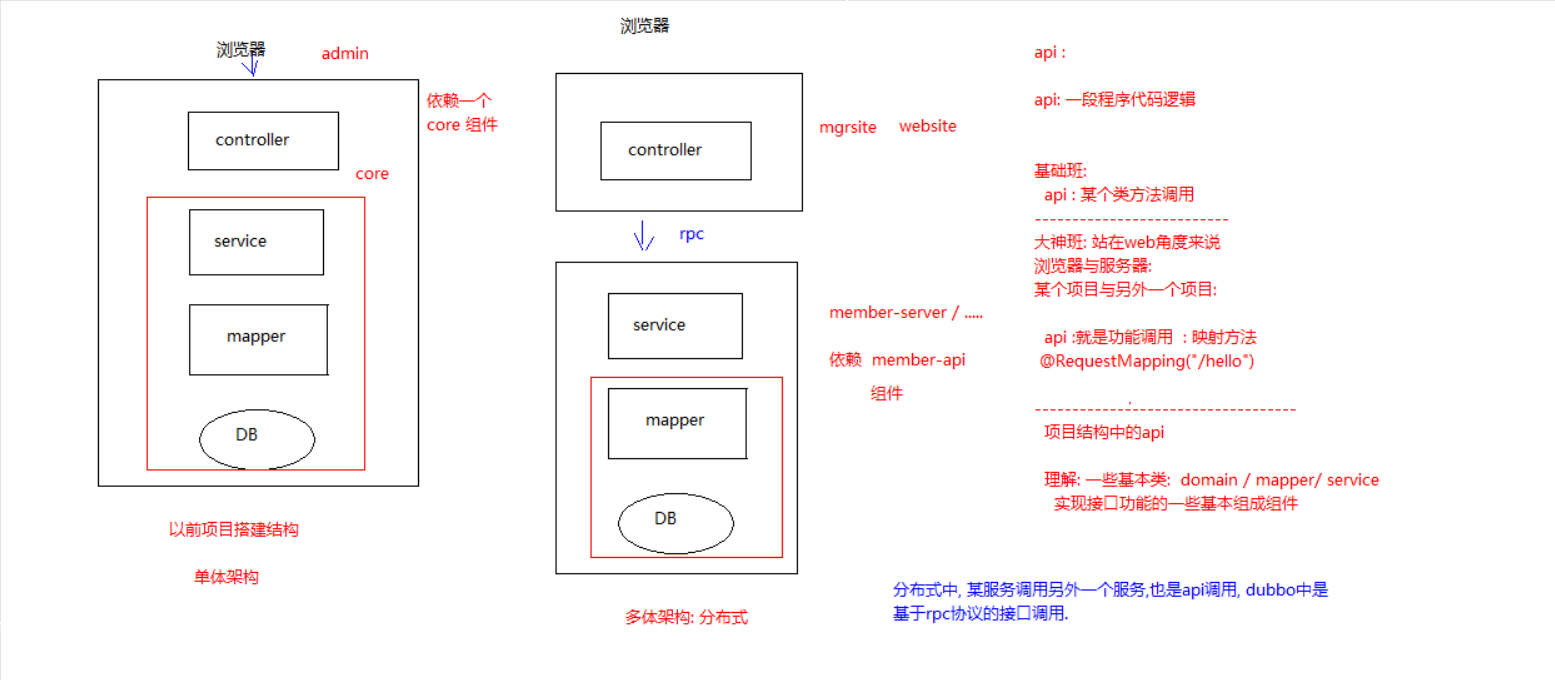 浏览器
admin
依赖一个
core 组件
controller
core
service
mapper
DB
以前项目搭建结构
单体架构
浏览器
controller
mgrsite website
rpc
service
member-server / .....
依赖 member-api
组件
mapper
DB
多体架构: 分布式
api :
api: 一段程序代码逻辑
基础班:
api : 某个类方法调用
--------------------------
大神班: 站在web角度来说
浏览器与服务器:
某个项目与另外一个项目:
api :就是功能调用 : 映射方法
@RequestMapping("/hello")
-----------------------------------
项目结构中的api
理解: 一些基本类: domain / mapper/ service
实现接口功能的一些基本组成组件
分布式中, 某服务调用另外一个服务,也是api调用, dubbo中是
基于rpc协议的接口调用.